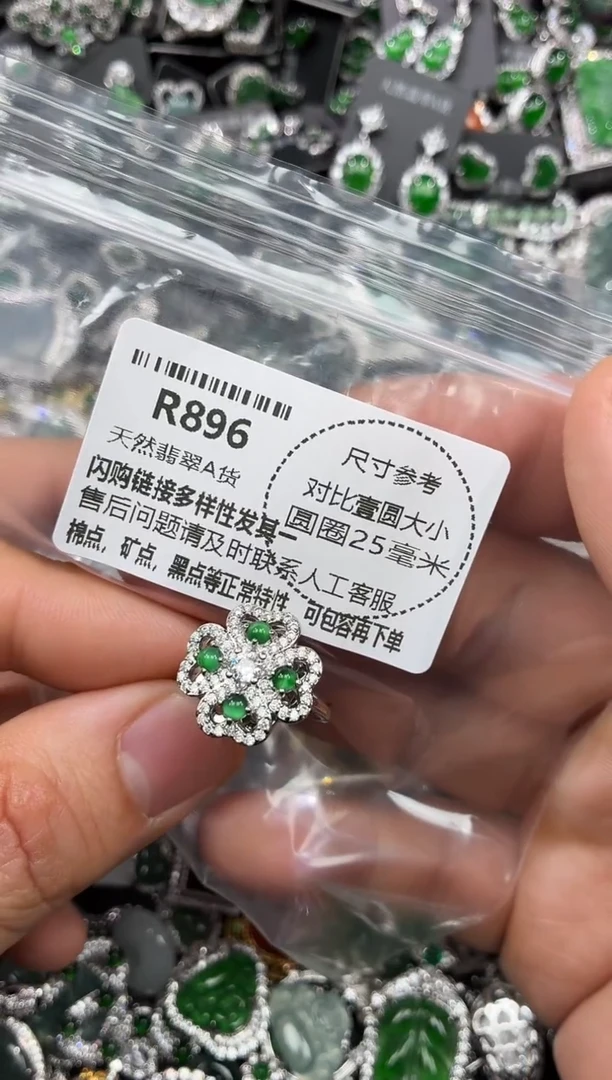 R896
天然翡翠A货
闪购链接多样性发其一
售后问题请及时联系人工客服
棉点，矿点，黑点等正常特性，可包容再下单
尺寸参考
对比壹圆大小
圆圈25毫米